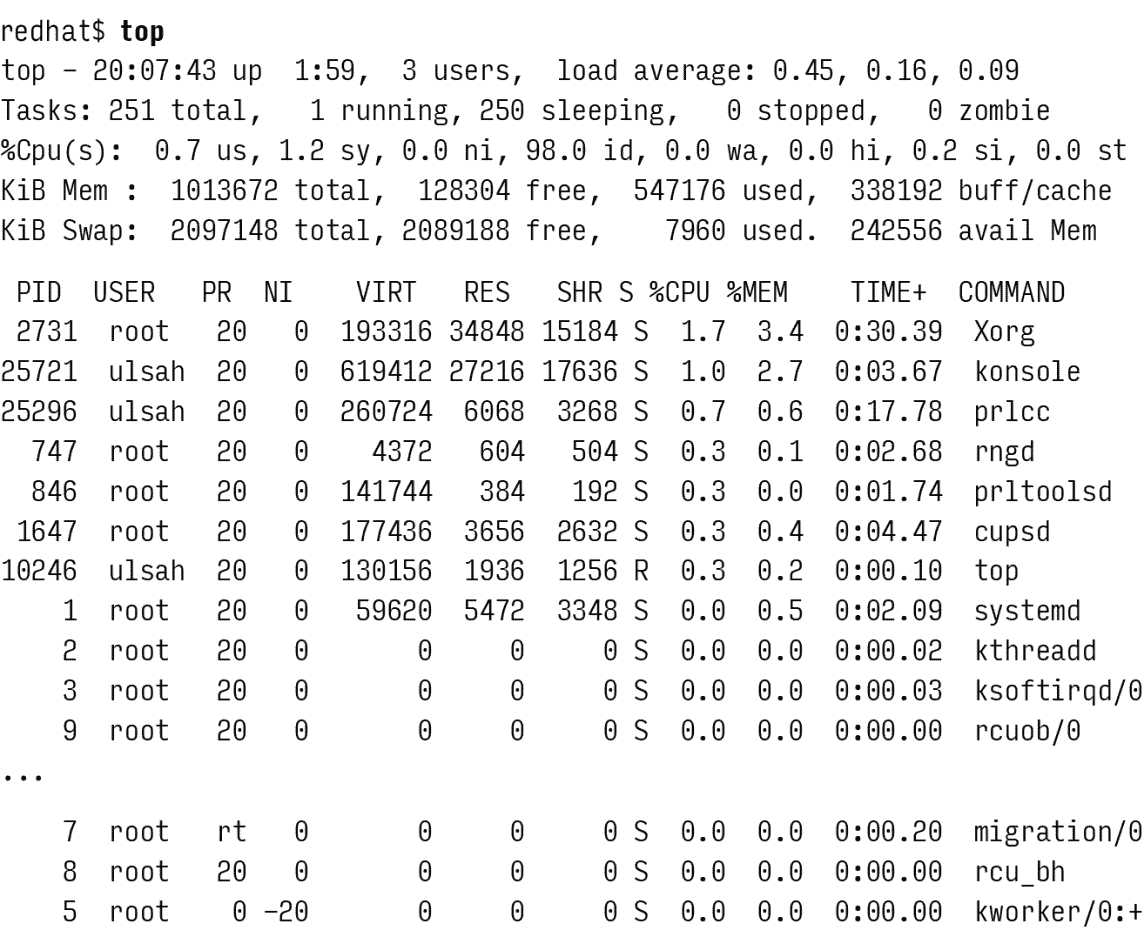 redhat$ top
top – 20:07:43 up  1:59,  3 users,  load average: 0.45, 0.16, 0.09
Tasks: 251 total,   1 running, 250 sleeping,   0 stopped,   0 zombie
%Cpu(s):  0.7 us, 1.2 sy, 0.0 ni, 98.0 id, 0.0 wa, 0.0 hi, 0.2 si, 0.0 st
KiB Mem :  1013672 total,  128304 free,  547176 used,  338192 buff/cache
KiB Swap:  2097148 total, 2089188 free,    7960 used.  242556 avail Mem
  PID  USER   PR  NI    VIRT   RES   SHR S %CPU %MEM    TIME+  COMMAND
 2731  root   20   0  193316 34848 15184 S  1.7  3.4  0:30.39  Xorg
25721  ulsah  20   0  619412 27216 17636 S  1.0  2.7  0:03.67  konsole
25296  ulsah  20   0  260724  6068  3268 S  0.7  0.6  0:17.78  prlcc
  747  root   20   0    4372   604   504 S  0.3  0.1  0:02.68  rngd
  846  root   20   0  141744   384   192 S  0.3  0.0  0:01.74  prltoolsd
 1647  root   20   0  177436  3656  2632 S  0.3  0.4  0:04.47  cupsd
10246  ulsah  20   0  130156  1936  1256 R  0.3  0.2  0:00.10  top
    1  root   20   0   59620  5472  3348 S  0.0  0.5  0:02.09  systemd
    2  root   20   0       0     0     0 S  0.0  0.0  0:00.02  kthreadd
    3  root   20   0       0     0     0 S  0.0  0.0  0:00.03  ksoftirqd/0
    9  root   20   0       0     0     0 S  0.0  0.0  0:00.00  rcuob/0
...
    7  root   rt   0       0     0     0 S  0.0  0.0  0:00.20  migration/0
    8  root   20   0       0     0     0 S  0.0  0.0  0:00.00  rcu_bh
    5  root    0 –20       0     0     0 S  0.0  0.0  0:00.00  kworker/0:+